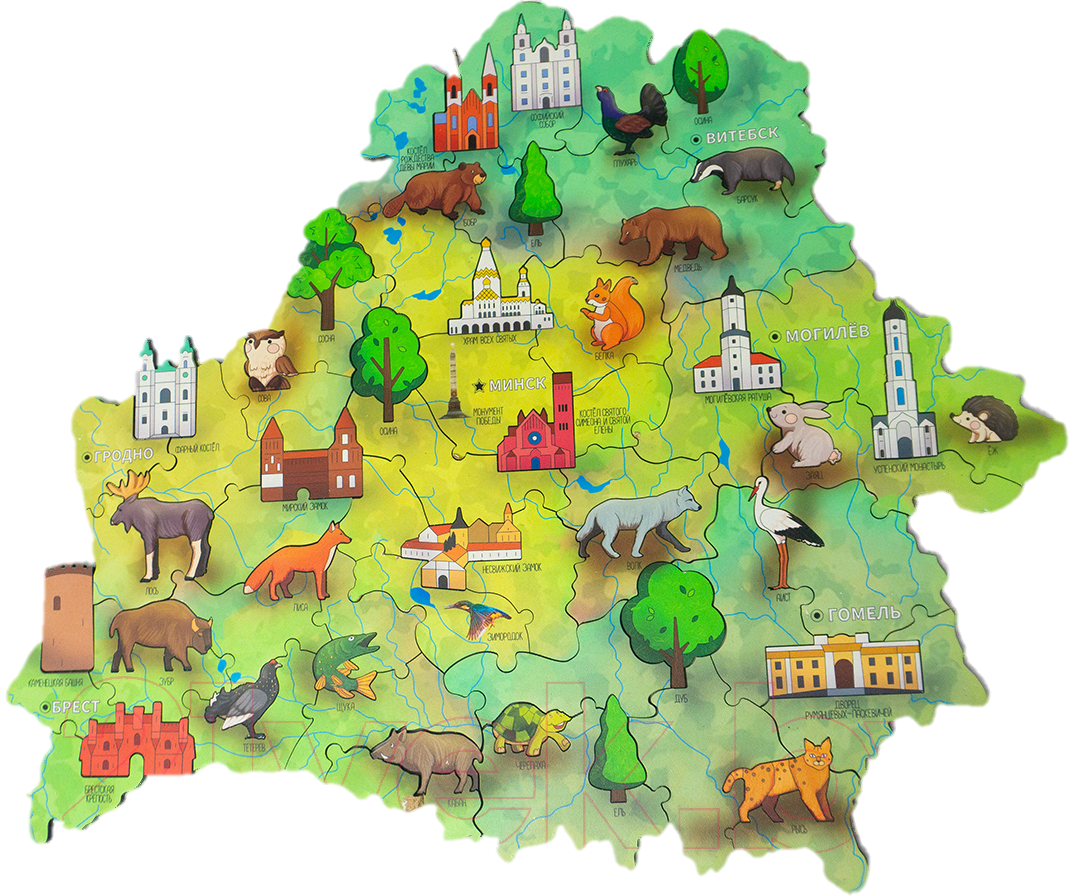 СОФИЙСКИЙ
СОБОР
ОСИНА
ВИТЕБСК
КОСТЁЛ
РОЖДЕСТВА
ДЕВЫ МАРИИ
ГЛУХАРЬ
БАРСУК
БОБР
ЕЛЬ
МЕДВЕДЬ
СОСНА
ХРАМ ВСЕХ СВЯТЫХ
БЕЛКА
МОГИЛЁВ
СОВА
МИНСК
МОГИЛЁВСКАЯ РАТУША
ОСИНА
МОНУМЕНТ
ПОБЕДЫ
КОСТЁЛ СВЯТОГО
СИМЕОНА И СВЯТОЙ
ЕЛЕНЫ
ГРОДНО
ФАРНЫЙ КОСТЁЛ
ЗАЯЦ
УСПЕНСКИЙ МОНАСТЫРЬ
ЁЖ
МИРСКИЙ ЗАМОК
НЕСВИЖСКИЙ ЗАМОК
ВОЛК
ЛОСЬ
ЛИСА
АИСТ
ЗИМОРОДОК
ГОМЕЛЬ
КАМЕНЕЦКАЯ БАШНЯ
ЗУБР
ЩУКА
ДУБ
БРЕСТ
ДВОРЕЦ
РУМЯНЦЕВЫХ-ПАСКЕВИЧЕЙ
ТЕТЕРЕВ
ЧЕРЕПАХА
БРЕСТСКАЯ
КРЕПОСТЬ
КАБАН
ЕЛЬ
РЫСЬ